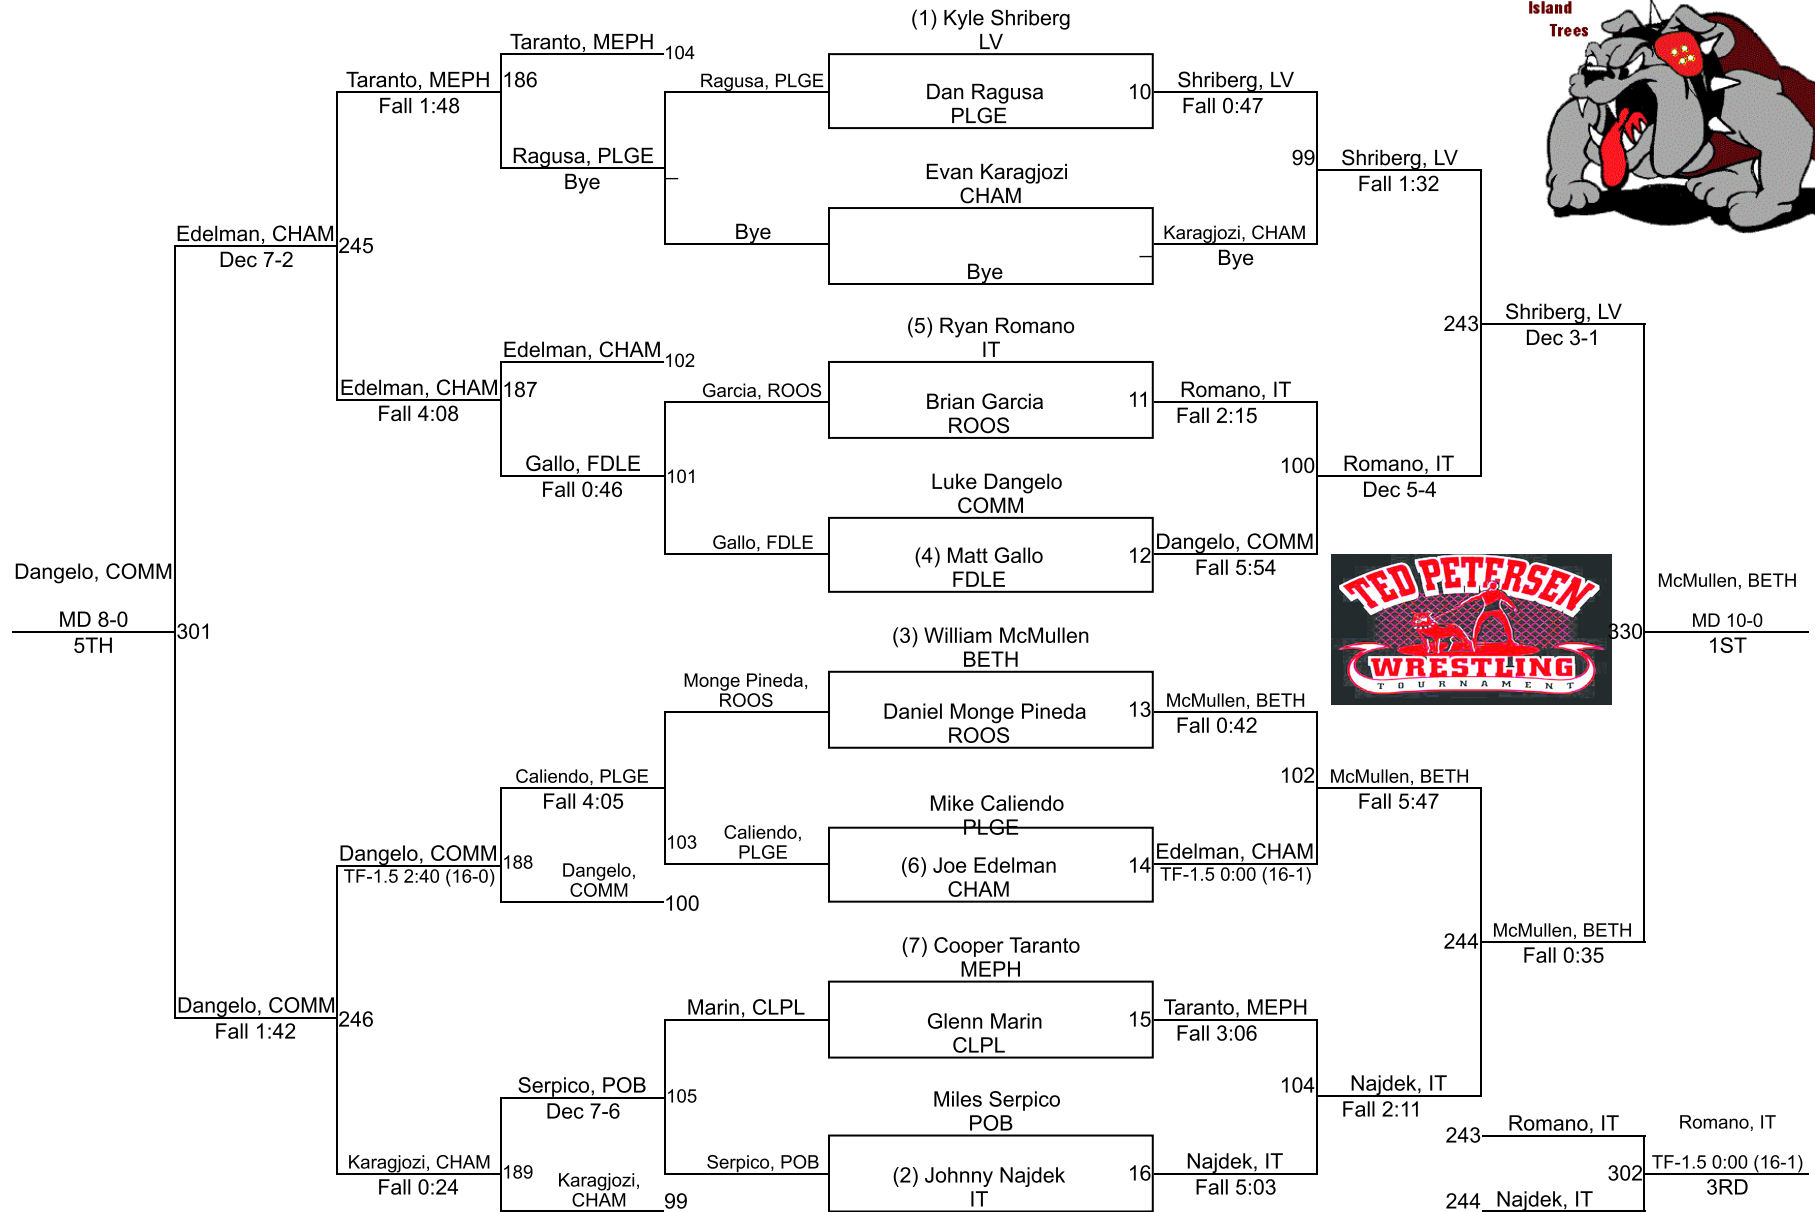 Island
Trees
(1) Kyle Shriberg
LV
Dan Ragusa
PLGE
10
Evan Karagjozi
CHAM
Bye
_
(5) Ryan Romano
IT
Brian Garcia
ROOS
11
Luke Dangelo
COMM
(4) Matt Gallo
FDLE
12
(3) William McMullen
BETH
Daniel Monge Pineda
ROOS
13
Mike Caliendo
PLGE
(6) Joe Edelman
CHAM
14
(7) Cooper Taranto
MEPH
Glenn Marin
CLPL
15
Miles Serpico
POB
(2) Johnny Najdek
IT
16
Shriberg, LV
Fall 0:47
99
Karagjozi, CHAM
Bye
Romano, IT
Fall 2:15
100
Dangelo, COMM
Fall 5:54
McMullen, BETH
Fall 0:42
102
Edelman, CHAM
TF-1.5 0:00 (16-1)
Taranto, MEPH
Fall 3:06
104
Najdek, IT
Fall 5:03
Shriberg, LV
Fall 1:32
243
Romano, IT
Dec 5-4
McMullen, BETH
Fall 5:47
244
Najdek, IT
Fall 2:11
Shriberg, LV
Dec 3-1
330
McMullen, BETH
Fall 0:35
McMullen, BETH
MD 10-0
1ST
TED PETERSEN
WRESTLING
TOURNAMENT
243
Romano, IT
302
244
Najdek, IT
Romano, IT
TF-1.5 0:00 (16-1)
3RD
Ragusa, PLGE
_
Bye
Garcia, ROOS
101
Gallo, FDLE
Monge Pineda,
ROOS
103
Caliendo,
PLGE
Marin, CLPL
105
Serpico, POB
Taranto, MEPH
104
186
Ragusa, PLGE
Bye
Edelman, CHAM
102
187
Gallo, FDLE
Fall 0:46
Caliendo, PLGE
Fall 4:05
188
Dangelo,
COMM
100
Serpico, POB
Dec 7-6
189
Karagjozi,
CHAM
99
Taranto, MEPH
Fall 1:48
245
Edelman, CHAM
Fall 4:08
Dangelo, COMM
TF-1.5 2:40 (16-0)
246
Karagjozi, CHAM
Fall 0:24
Edelman, CHAM
Dec 7-2
301
Dangelo, COMM
Fall 1:42
Dangelo, COMM
MD 8-0
5TH